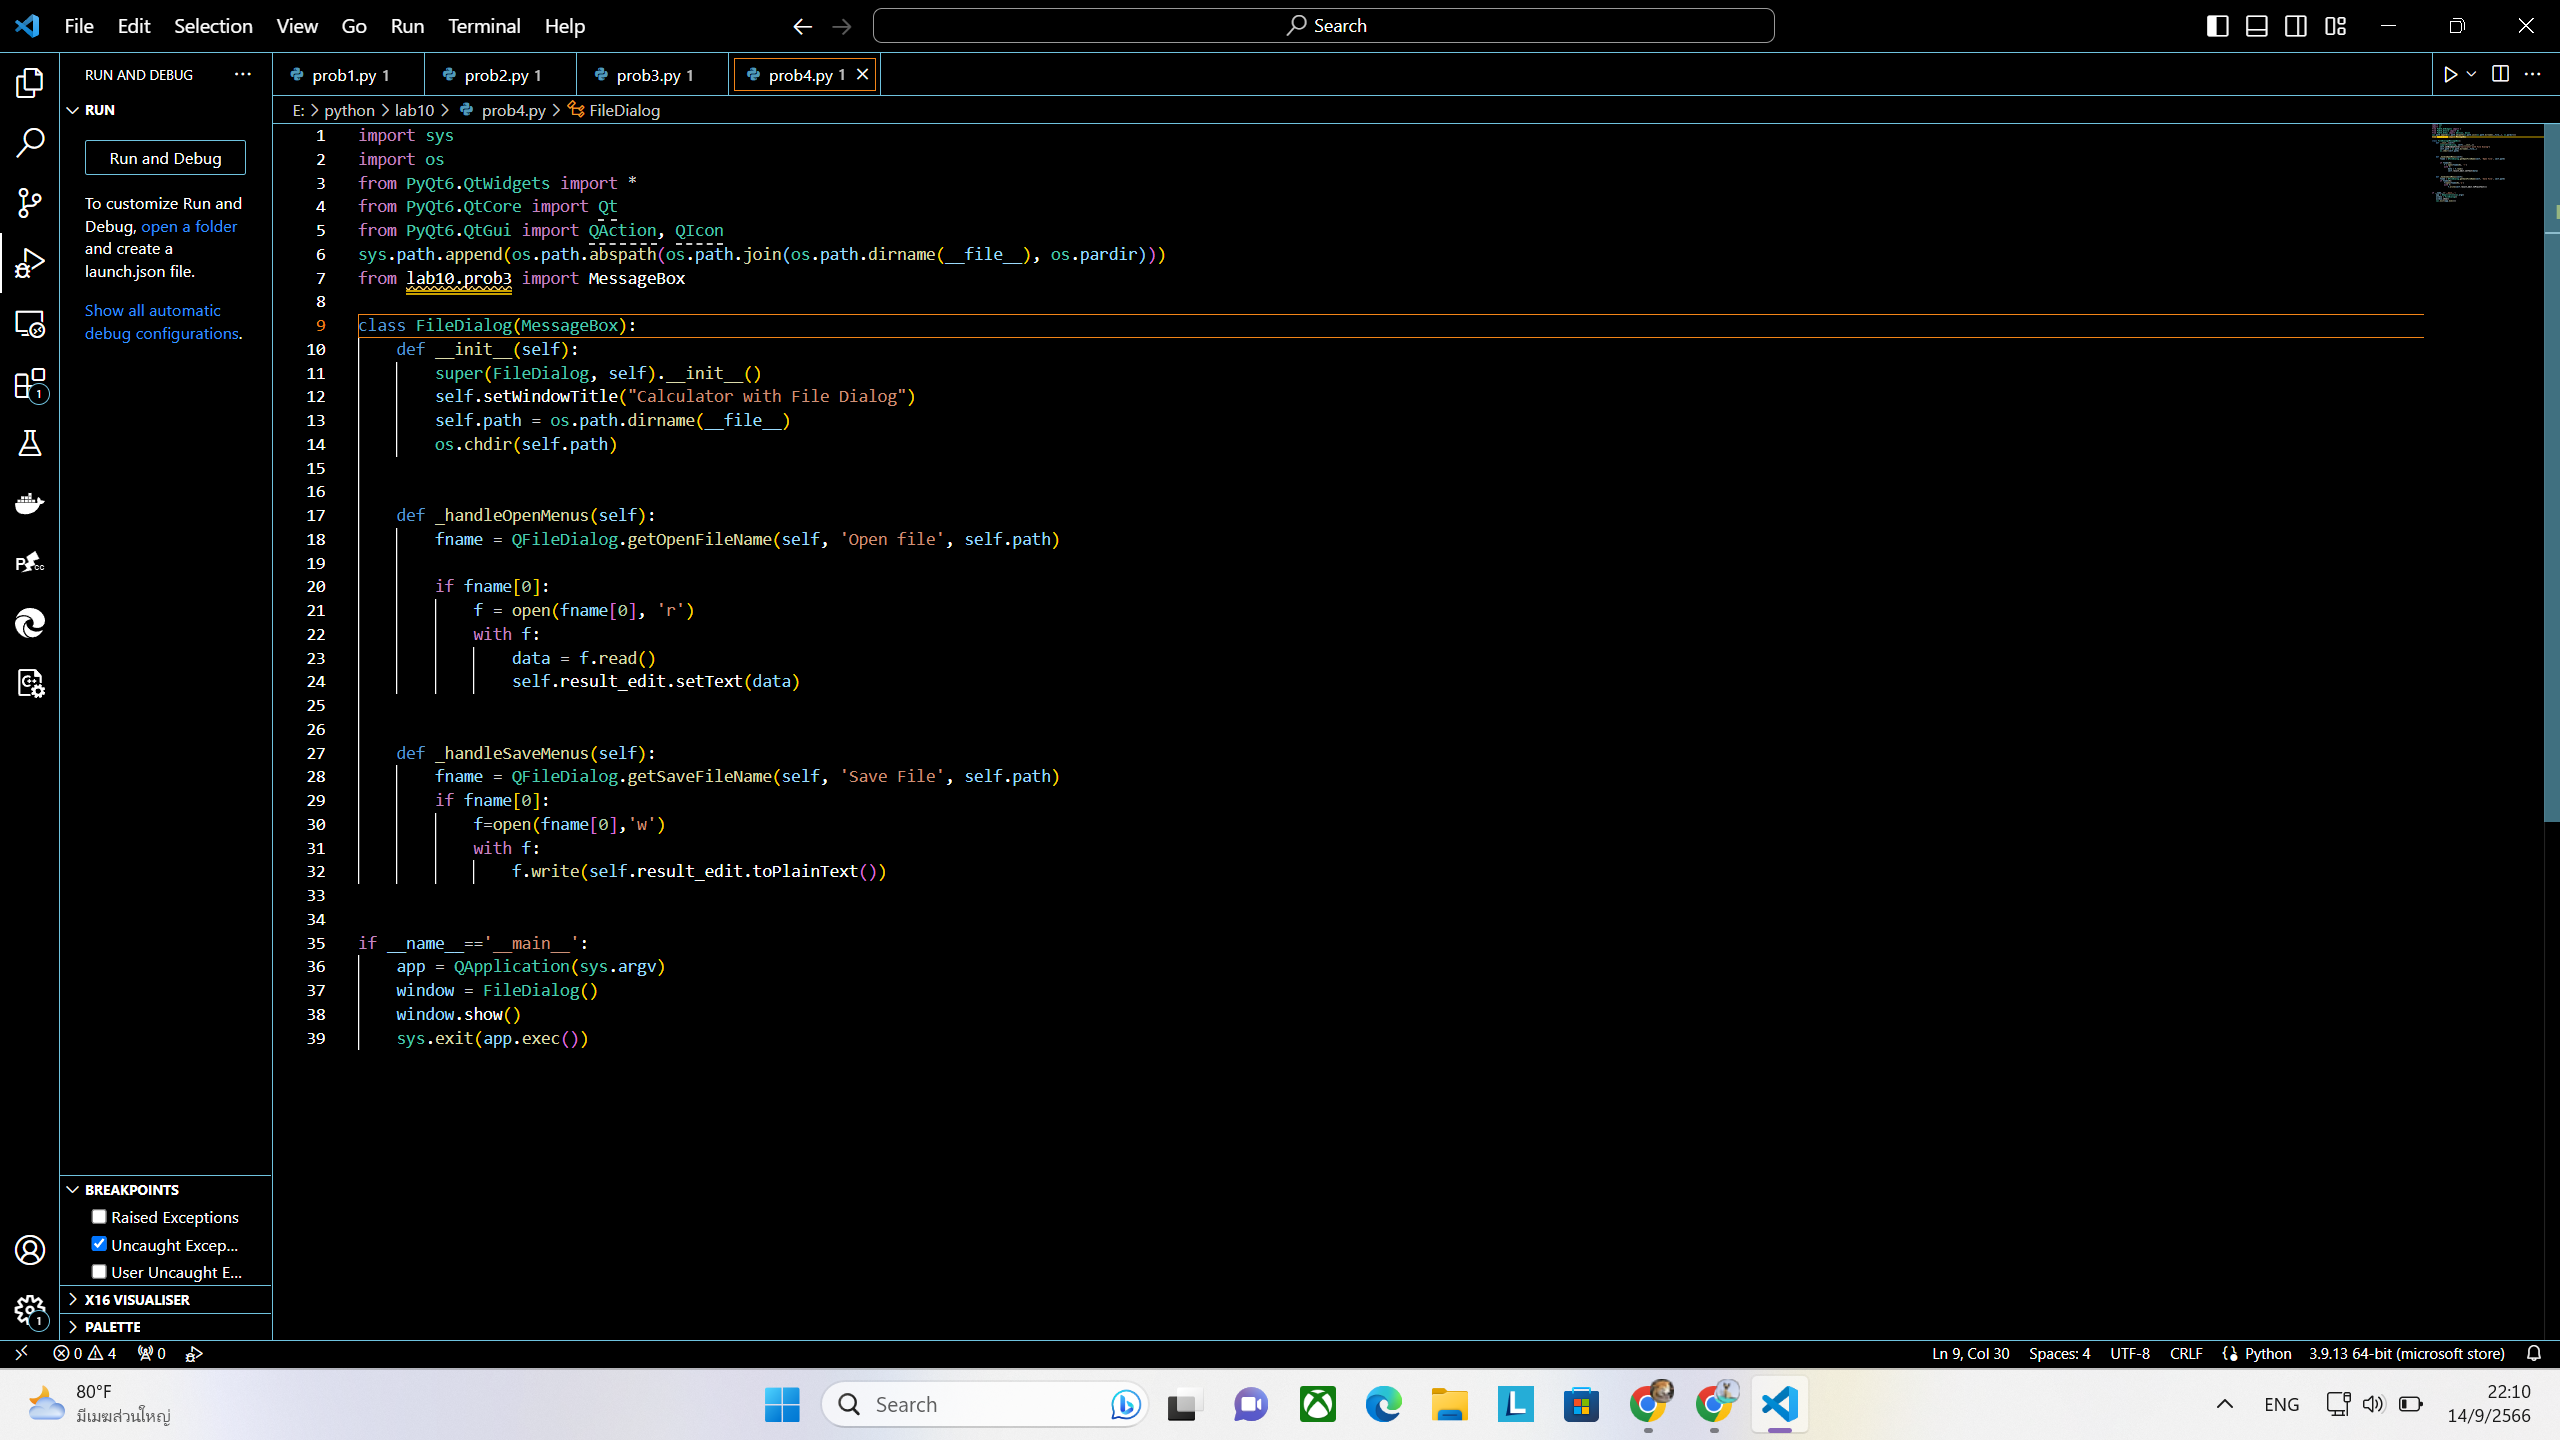 File Edit Selection View Go Run Terminal Help
Search
RUN AND DEBUG
RUN
Run and Debug
To customize Run and
Debug, open a folder
and create a
launch.json file.
Show all automatic
debug configurations.
prob1.py 1
prob2.py 1
prob3.py 1
prob4.py 1
E: > python > lab10 > prob4.py > FileDialog
1 import sys
2 import os
3 from PyQt6.QtWidgets import *
4 from PyQt6.QtCore import Qt
5 from PyQt6.QtGui import QAction, QIcon
6 sys.path.append(os.path.abspath(os.path.join(os.path.dirname(__file__), os.pardir)))
7 from lab10.prob3 import MessageBox
8
9 class FileDialog(MessageBox):
10     def __init__(self):
11         super(FileDialog, self).__init__()
12         self.setWindowTitle("Calculator with File Dialog")
13         self.path = os.path.dirname(__file__)
14         os.chdir(self.path)
15
16
17     def _handleOpenMenus(self):
18         fname = QFileDialog.getOpenFileName(self, 'Open file', self.path)
19
20         if fname[0]:
21             f = open(fname[0], 'r')
22             with f:
23                 data = f.read()
24                 self.result_edit.setText(data)
25
26
27     def _handleSaveMenus(self):
28         fname = QFileDialog.getSaveFileName(self, 'Save File', self.path)
29         if fname[0]:
30             f=open(fname[0],'w')
31             with f:
32                 f.write(self.result_edit.toPlainText())
33
34
35 if __name__=='__main__':
36     app = QApplication(sys.argv)
37     window = FileDialog()
38     window.show()
39     sys.exit(app.exec())
BREAKPOINTS
Raised Exceptions
Uncaught Excep...
User Uncaught E...
X16 VISUALISER
PALETTE
1
1
0 4 0
Ln 9, Col 30 Spaces: 4 UTF-8 CRLF Python 3.9.13 64-bit (microsoft store)
80°F
มีเมฆส่วนใหญ่
Search
ENG
22:10
14/9/2566